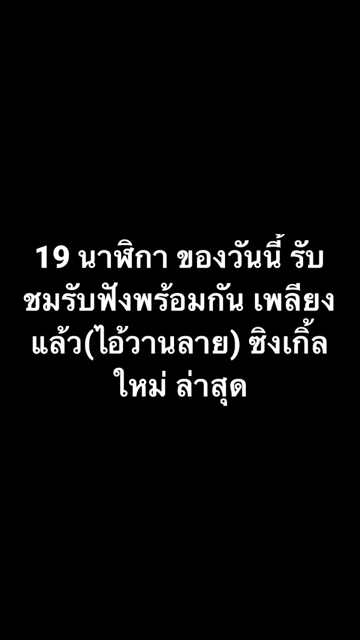 19 นาฬิกา ของวันนี้ รับ
ชมรับฟังพร้อมกัน เพลียง
แล้ว(ไอ้วานลาย) ซิงเกิ้ล
ใหม่ ล่าสุด